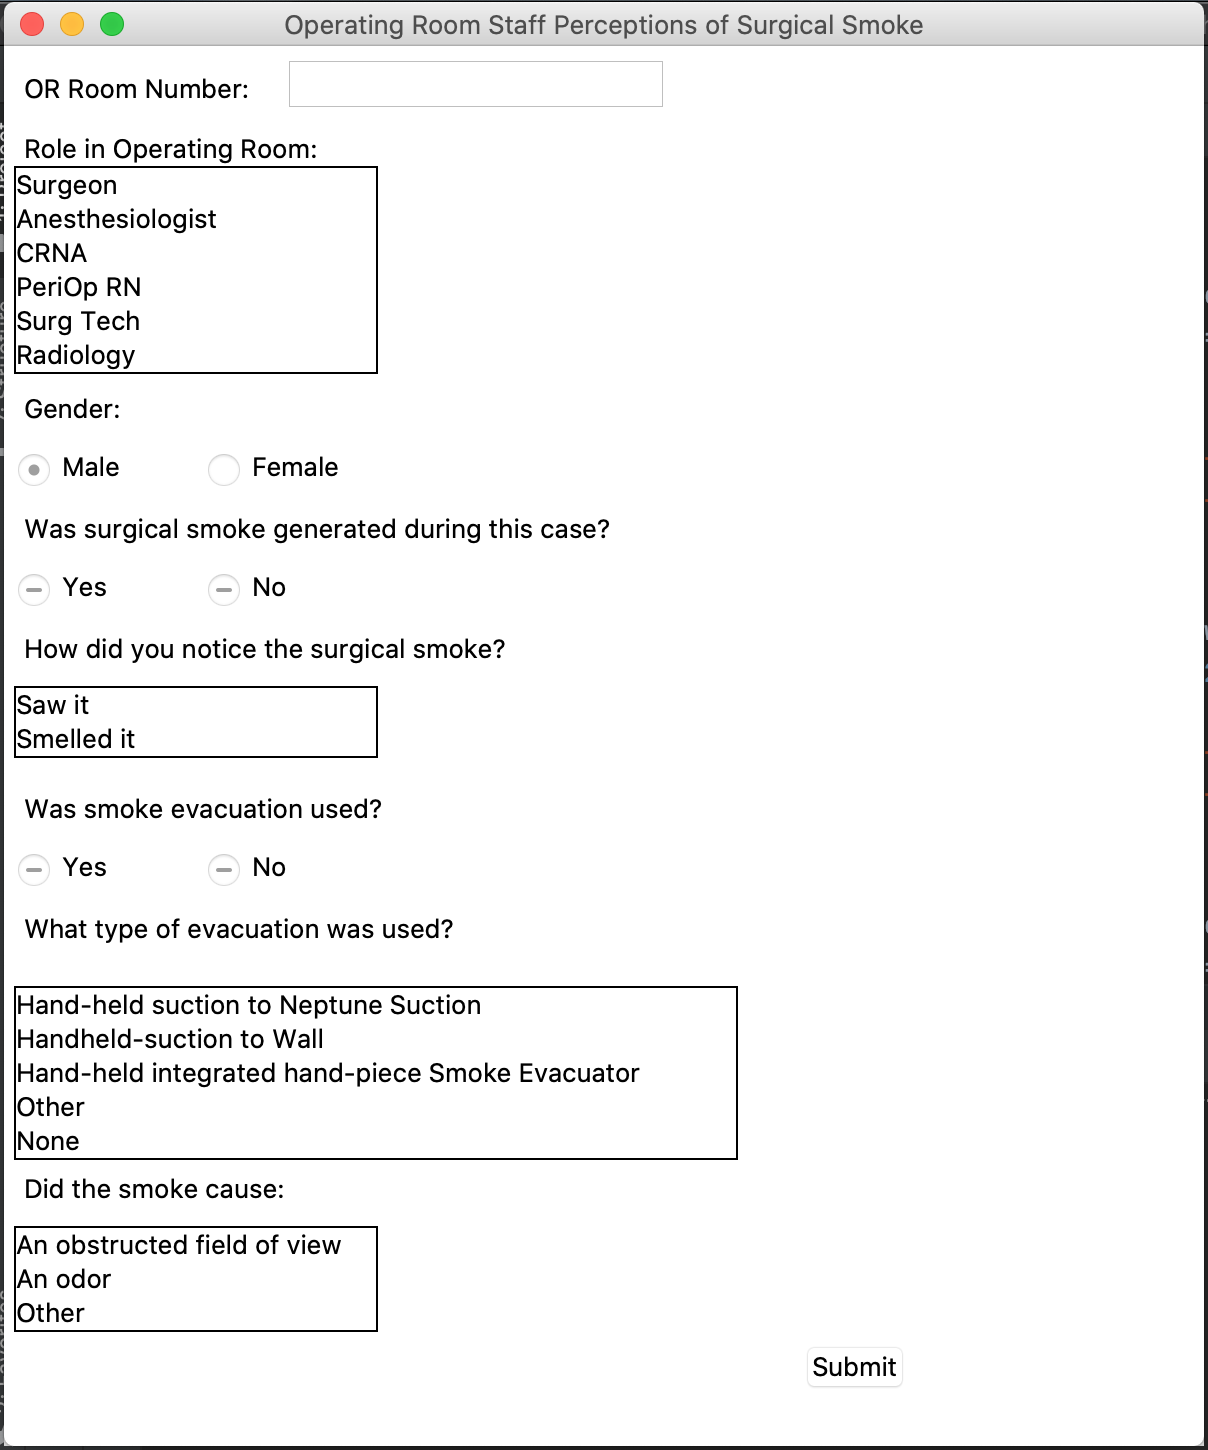 Operating Room Staff Perceptions of Surgical Smoke
OR Room Number:
Role in Operating Room:
Surgeon
Anesthesiologist
CRNA
PeriOp RN
Surg Tech
Radiology
Gender:
Male Female
Was surgical smoke generated during this case?
Yes No
How did you notice the surgical smoke?
Saw it
Smelled it
Was smoke evacuation used?
Yes No
What type of evacuation was used?
Hand-held suction to Neptune Suction
Handheld-suction to Wall
Hand-held integrated hand-piece Smoke Evacuator
Other
None
Did the smoke cause:
An obstructed field of view
An odor
Other
Submit